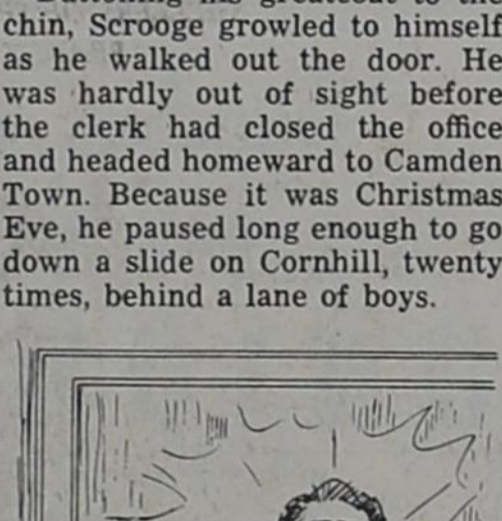 chin, Scrooge growled to himself
as he walked out the door. He
was hardly out of sight before
the clerk had closed the office
and headed homeward to Camden
Town. Because it was Christmas
Eve, he paused long enough to go
down a slide on Cornhill, twenty
times, behind a lane of boys.